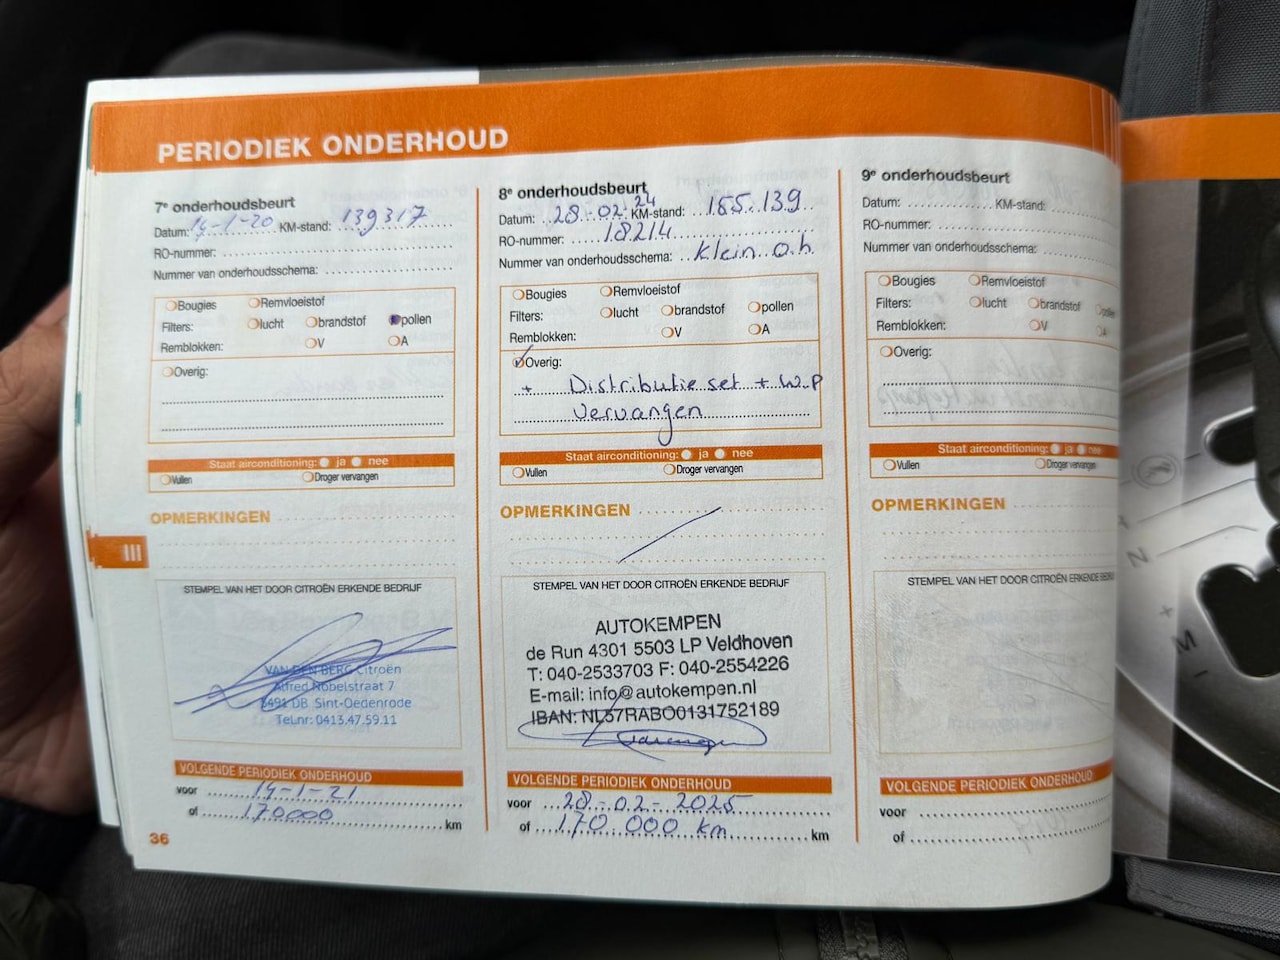 PERIODIEK ONDERHOUD
7e onderhoudsbeurt
Datum: 14-1-20 KM-stand: 139317
RO-nummer:
Nummer van onderhoudsschema:
Bougies Remvloeistof
Filters: lucht brandstof pollen
Remblokken: V A
Overig:
Staat airconditioning: ja nee
Vullen Droger vervangen
OPMERKINGEN
STEMPEL VAN HET DOOR CITROËN ERKENDE BEDRIJF
VAN DEN BERG Citroën
Alfred Nobelstraat 7
5491 DB Sint-Oedenrode
Tel.nr: 0413.47.59.11
VOLGENDE PERIODIEK ONDERHOUD
voor 14-1-21
of 170000 km
36
8e onderhoudsbeurt
Datum: 28-02-24 KM-stand: 155.139
RO-nummer: 18214
Nummer van onderhoudsschema: klein o.h.
Bougies Remvloeistof
Filters: lucht brandstof pollen
Remblokken: V A
Overig:
+ Distributie set + W.P
vervangen
Staat airconditioning: ja nee
Vullen Droger vervangen
OPMERKINGEN
STEMPEL VAN HET DOOR CITROËN ERKENDE BEDRIJF
AUTOKEMPEN
de Run 4301 5503 LP Veldhoven
T: 040-2533703 F: 040-2554226
E-mail: info@autokempen.nl
IBAN: NL57RABO0131752189
VOLGENDE PERIODIEK ONDERHOUD
voor 28-02-2025
of 170 000 km km
9e onderhoudsbeurt
Datum: KM-stand:
RO-nummer:
Nummer van onderhoudsschema:
Bougies Remvloeistof
Filters: lucht brandstof pollen
Remblokken: V A
Overig:
Staat airconditioning: ja nee
Vullen Droger vervangen
OPMERKINGEN
STEMPEL VAN HET DOOR CITROËN ERKENDE BEDRIJF
VOLGENDE PERIODIEK ONDERHOUD
voor
of
III
N
+
M
-